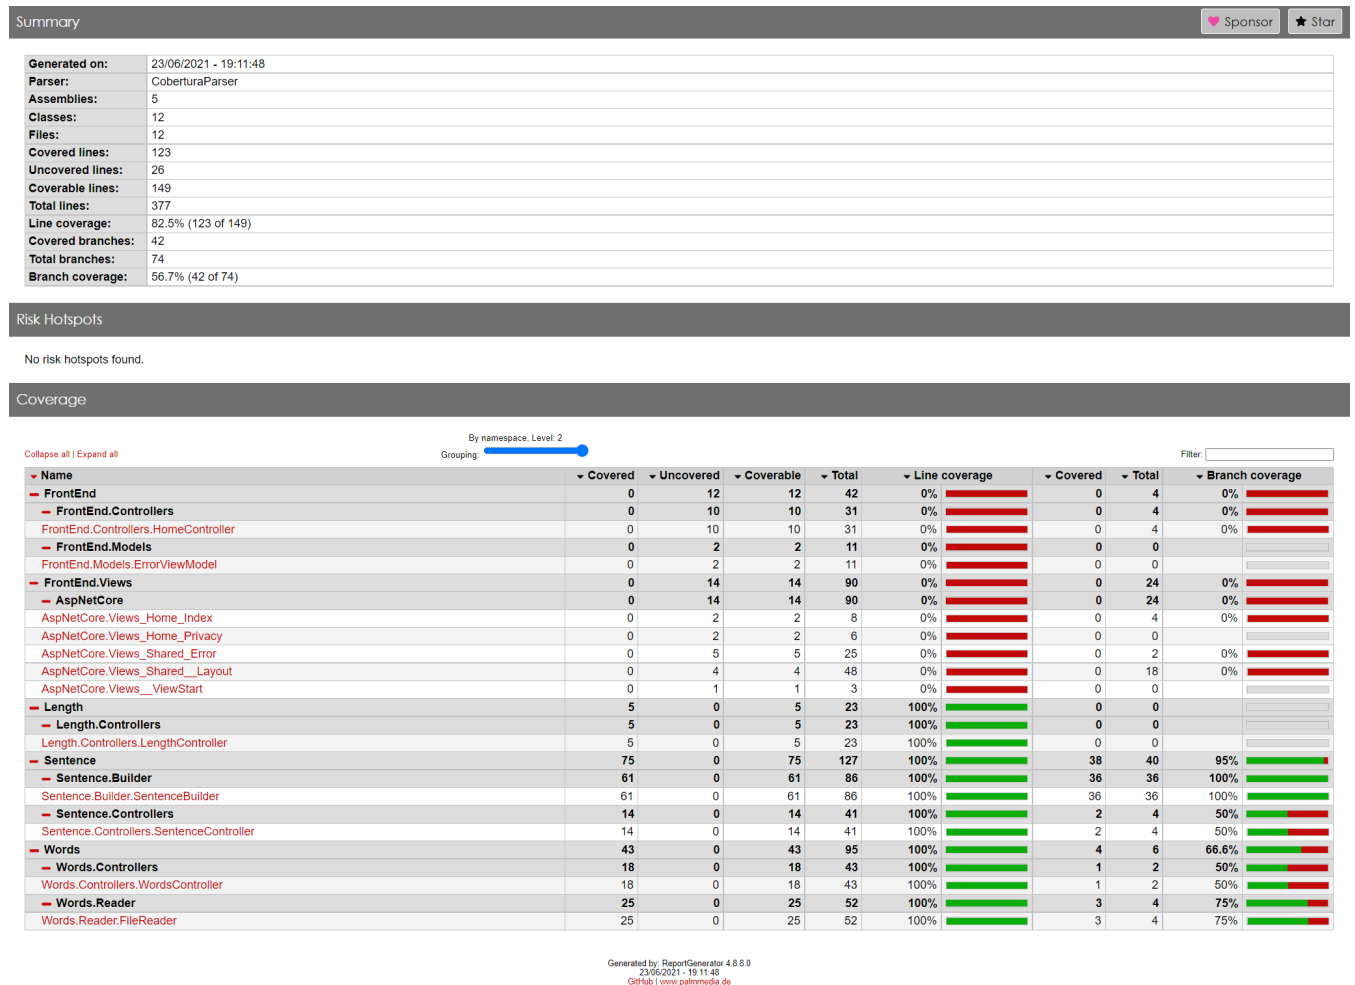 Summary
Sponsor
Star
Generated on: 23/06/2021 - 19:11:48
Parser: CoberturaParser
Assemblies: 5
Classes: 12
Files: 12
Covered lines: 123
Uncovered lines: 26
Coverable lines: 149
Total lines: 377
Line coverage: 82.5% (123 of 149)
Covered branches: 42
Total branches: 74
Branch coverage: 56.7% (42 of 74)
Risk Hotspots
No risk hotspots found.
Coverage
By namespace, Level: 2
Collapse all | Expand all Grouping: Filter:
Name Covered Uncovered Coverable Total Line coverage Covered Total Branch coverage
FrontEnd 0 12 12 42 0% 0 4 0%
FrontEnd.Controllers 0 10 10 31 0% 0 4 0%
FrontEnd.Controllers.HomeController 0 10 10 31 0% 0 4 0%
FrontEnd.Models 0 2 2 11 0% 0 0
FrontEnd.Models.ErrorViewModel 0 2 2 11 0% 0 0
FrontEnd.Views 0 14 14 90 0% 0 24 0%
AspNetCore 0 14 14 90 0% 0 24 0%
AspNetCore.Views_Home_Index 0 2 2 8 0% 0 4 0%
AspNetCore.Views_Home_Privacy 0 2 2 6 0% 0 0
AspNetCore.Views_Shared_Error 0 5 5 25 0% 0 2 0%
AspNetCore.Views_Shared__Layout 0 4 4 48 0% 0 18 0%
AspNetCore.Views__ViewStart 0 1 1 3 0% 0 0
Length 5 0 5 23 100% 0 0
Length.Controllers 5 0 5 23 100% 0 0
Length.Controllers.LengthController 5 0 5 23 100% 0 0
Sentence 75 0 75 127 100% 38 40 95%
Sentence.Builder 61 0 61 86 100% 36 36 100%
Sentence.Builder.SentenceBuilder 61 0 61 86 100% 36 36 100%
Sentence.Controllers 14 0 14 41 100% 2 4 50%
Sentence.Controllers.SentenceController 14 0 14 41 100% 2 4 50%
Words 43 0 43 95 100% 4 6 66.6%
Words.Controllers 18 0 18 43 100% 1 2 50%
Words.Controllers.WordsController 18 0 18 43 100% 1 2 50%
Words.Reader 25 0 25 52 100% 3 4 75%
Words.Reader.FileReader 25 0 25 52 100% 3 4 75%
Generated by: ReportGenerator 4.8.8.0
23/06/2021 - 19:11:48
GitHub | www.palmmedia.de